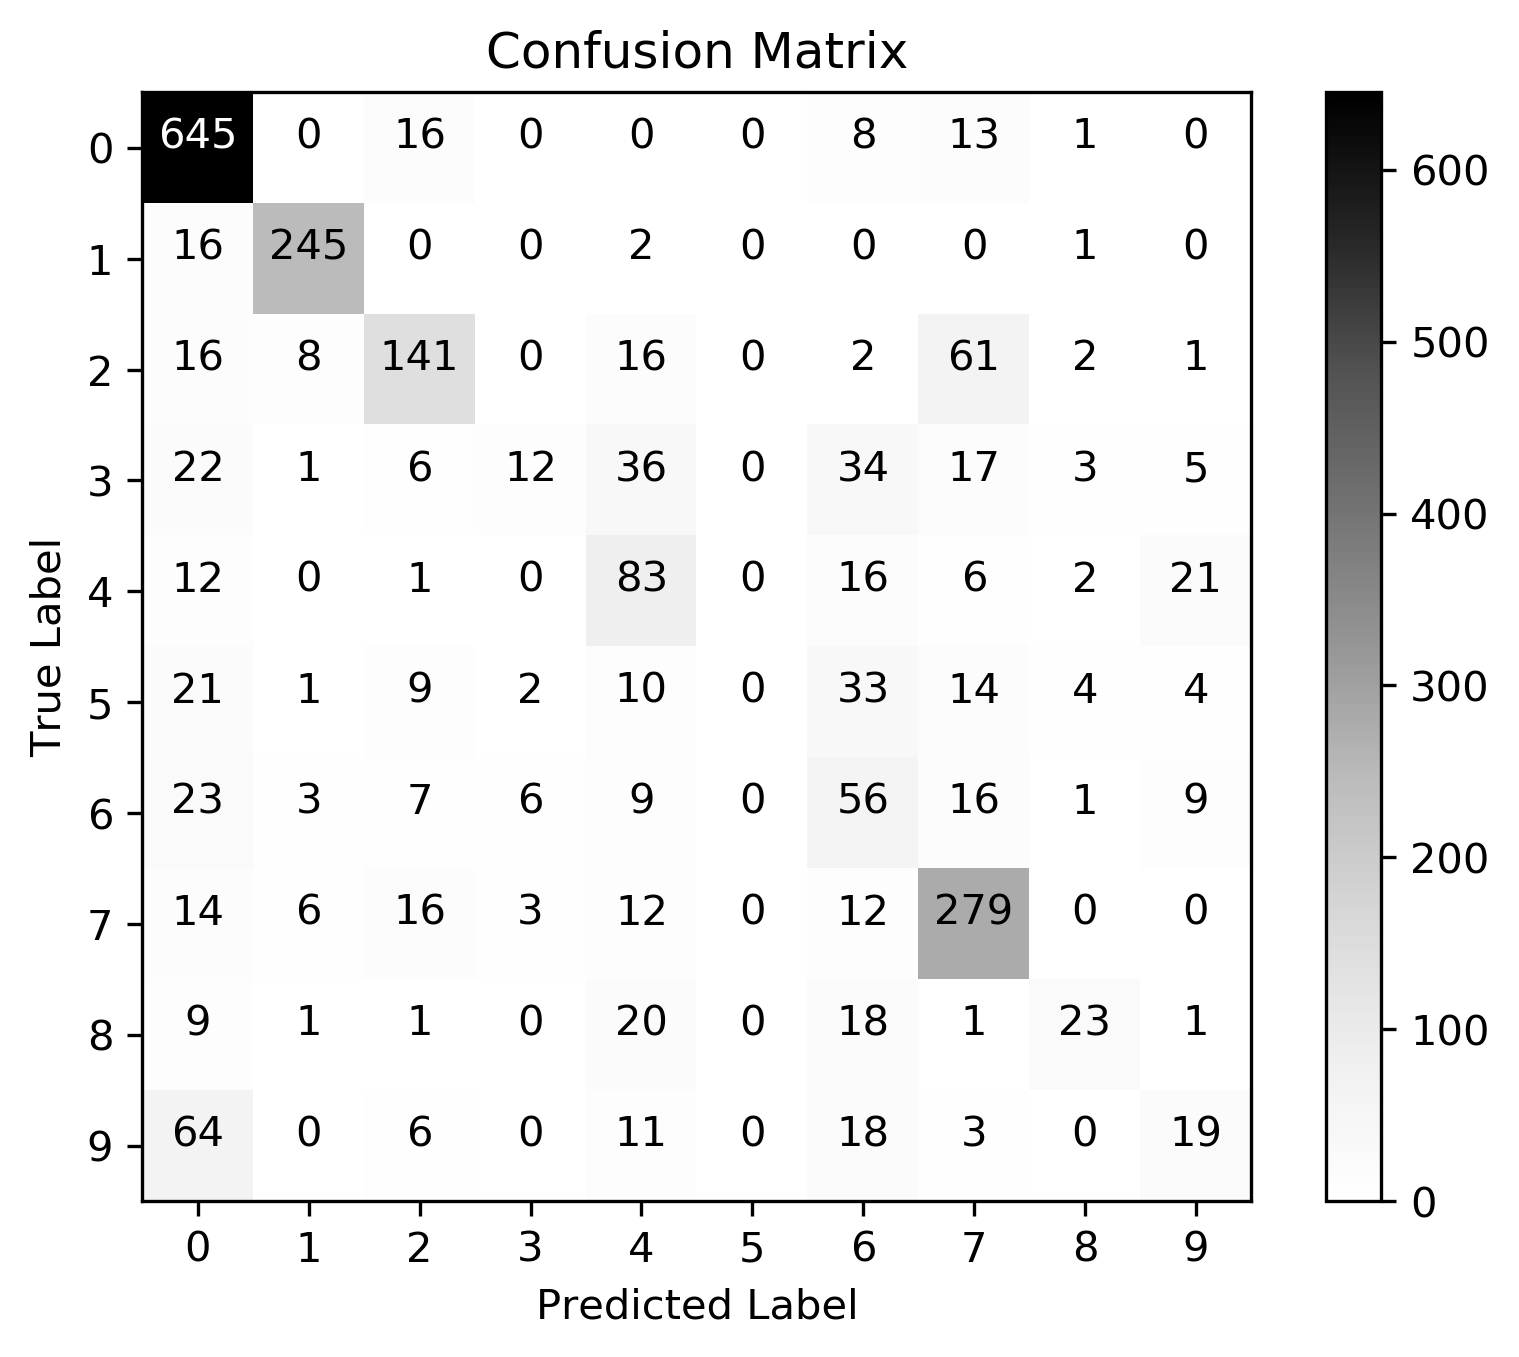 Confusion Matrix
0 645 0 16 0 0 0 8 13 1 0
1 16 245 0 0 2 0 0 0 1 0
2 16 8 141 0 16 0 2 61 2 1
3 22 1 6 12 36 0 34 17 3 5
4 12 0 1 0 83 0 16 6 2 21
5 21 1 9 2 10 0 33 14 4 4
6 23 3 7 6 9 0 56 16 1 9
7 14 6 16 3 12 0 12 279 0 0
8 9 1 1 0 20 0 18 1 23 1
9 64 0 6 0 11 0 18 3 0 19
0 1 2 3 4 5 6 7 8 9
Predicted Label
True Label
600
500
400
300
200
100
0